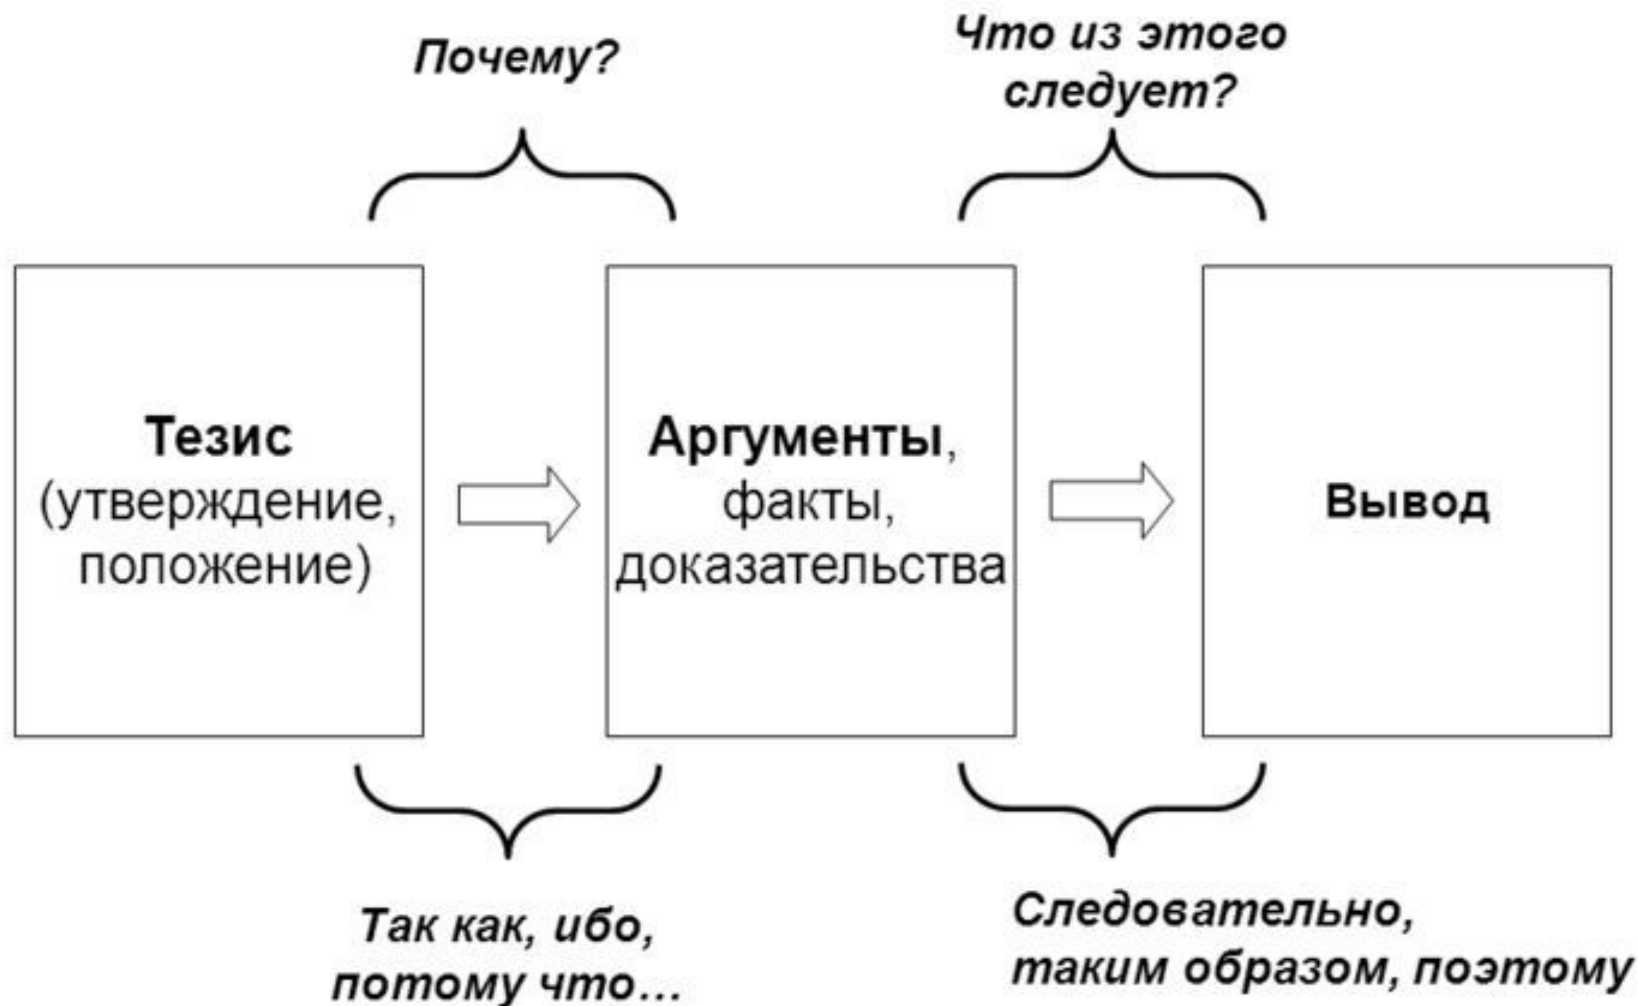 Почему?
Что из этого
следует?
Тезис
(утверждение,
положение)
Аргументы,
факты,
доказательства
Вывод
Так как, ибо,
потому что...
Следовательно,
таким образом, поэтому